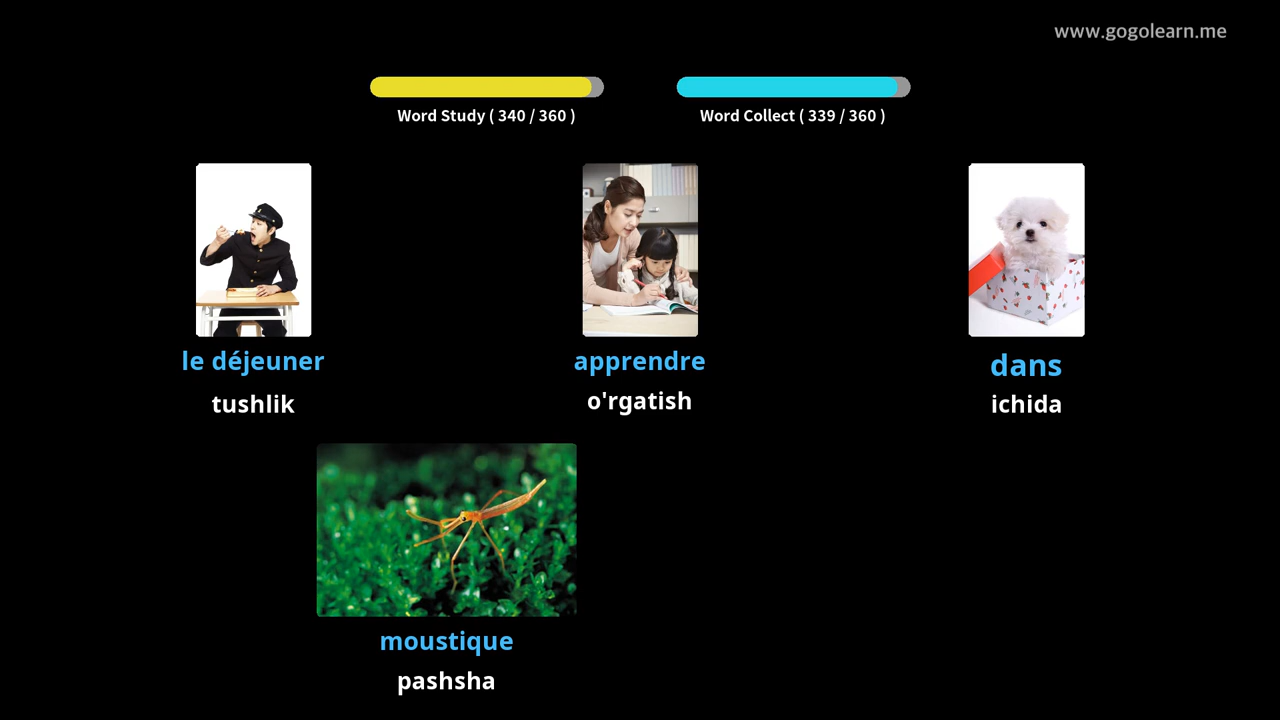 www.gogolearn.me
Word Study ( 340 / 360 )
Word Collect ( 339 / 360 )
le déjeuner
tushlik
apprendre
o'rgatish
dans
ichida
moustique
pashsha